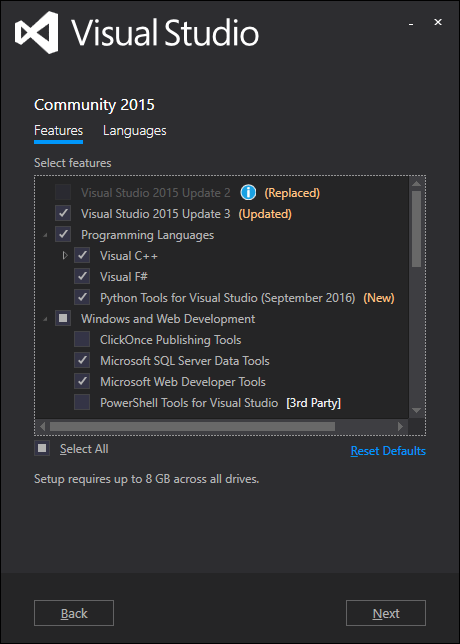 Visual Studio
Community 2015
Features Languages
Select features
Visual Studio 2015 Update 2 (Replaced)
Visual Studio 2015 Update 3 (Updated)
Programming Languages
Visual C++
Visual F#
Python Tools for Visual Studio (September 2016) (New)
Windows and Web Development
ClickOnce Publishing Tools
Microsoft SQL Server Data Tools
Microsoft Web Developer Tools
PowerShell Tools for Visual Studio [3rd Party]
Select All Reset Defaults
Setup requires up to 8 GB across all drives.
Back Next